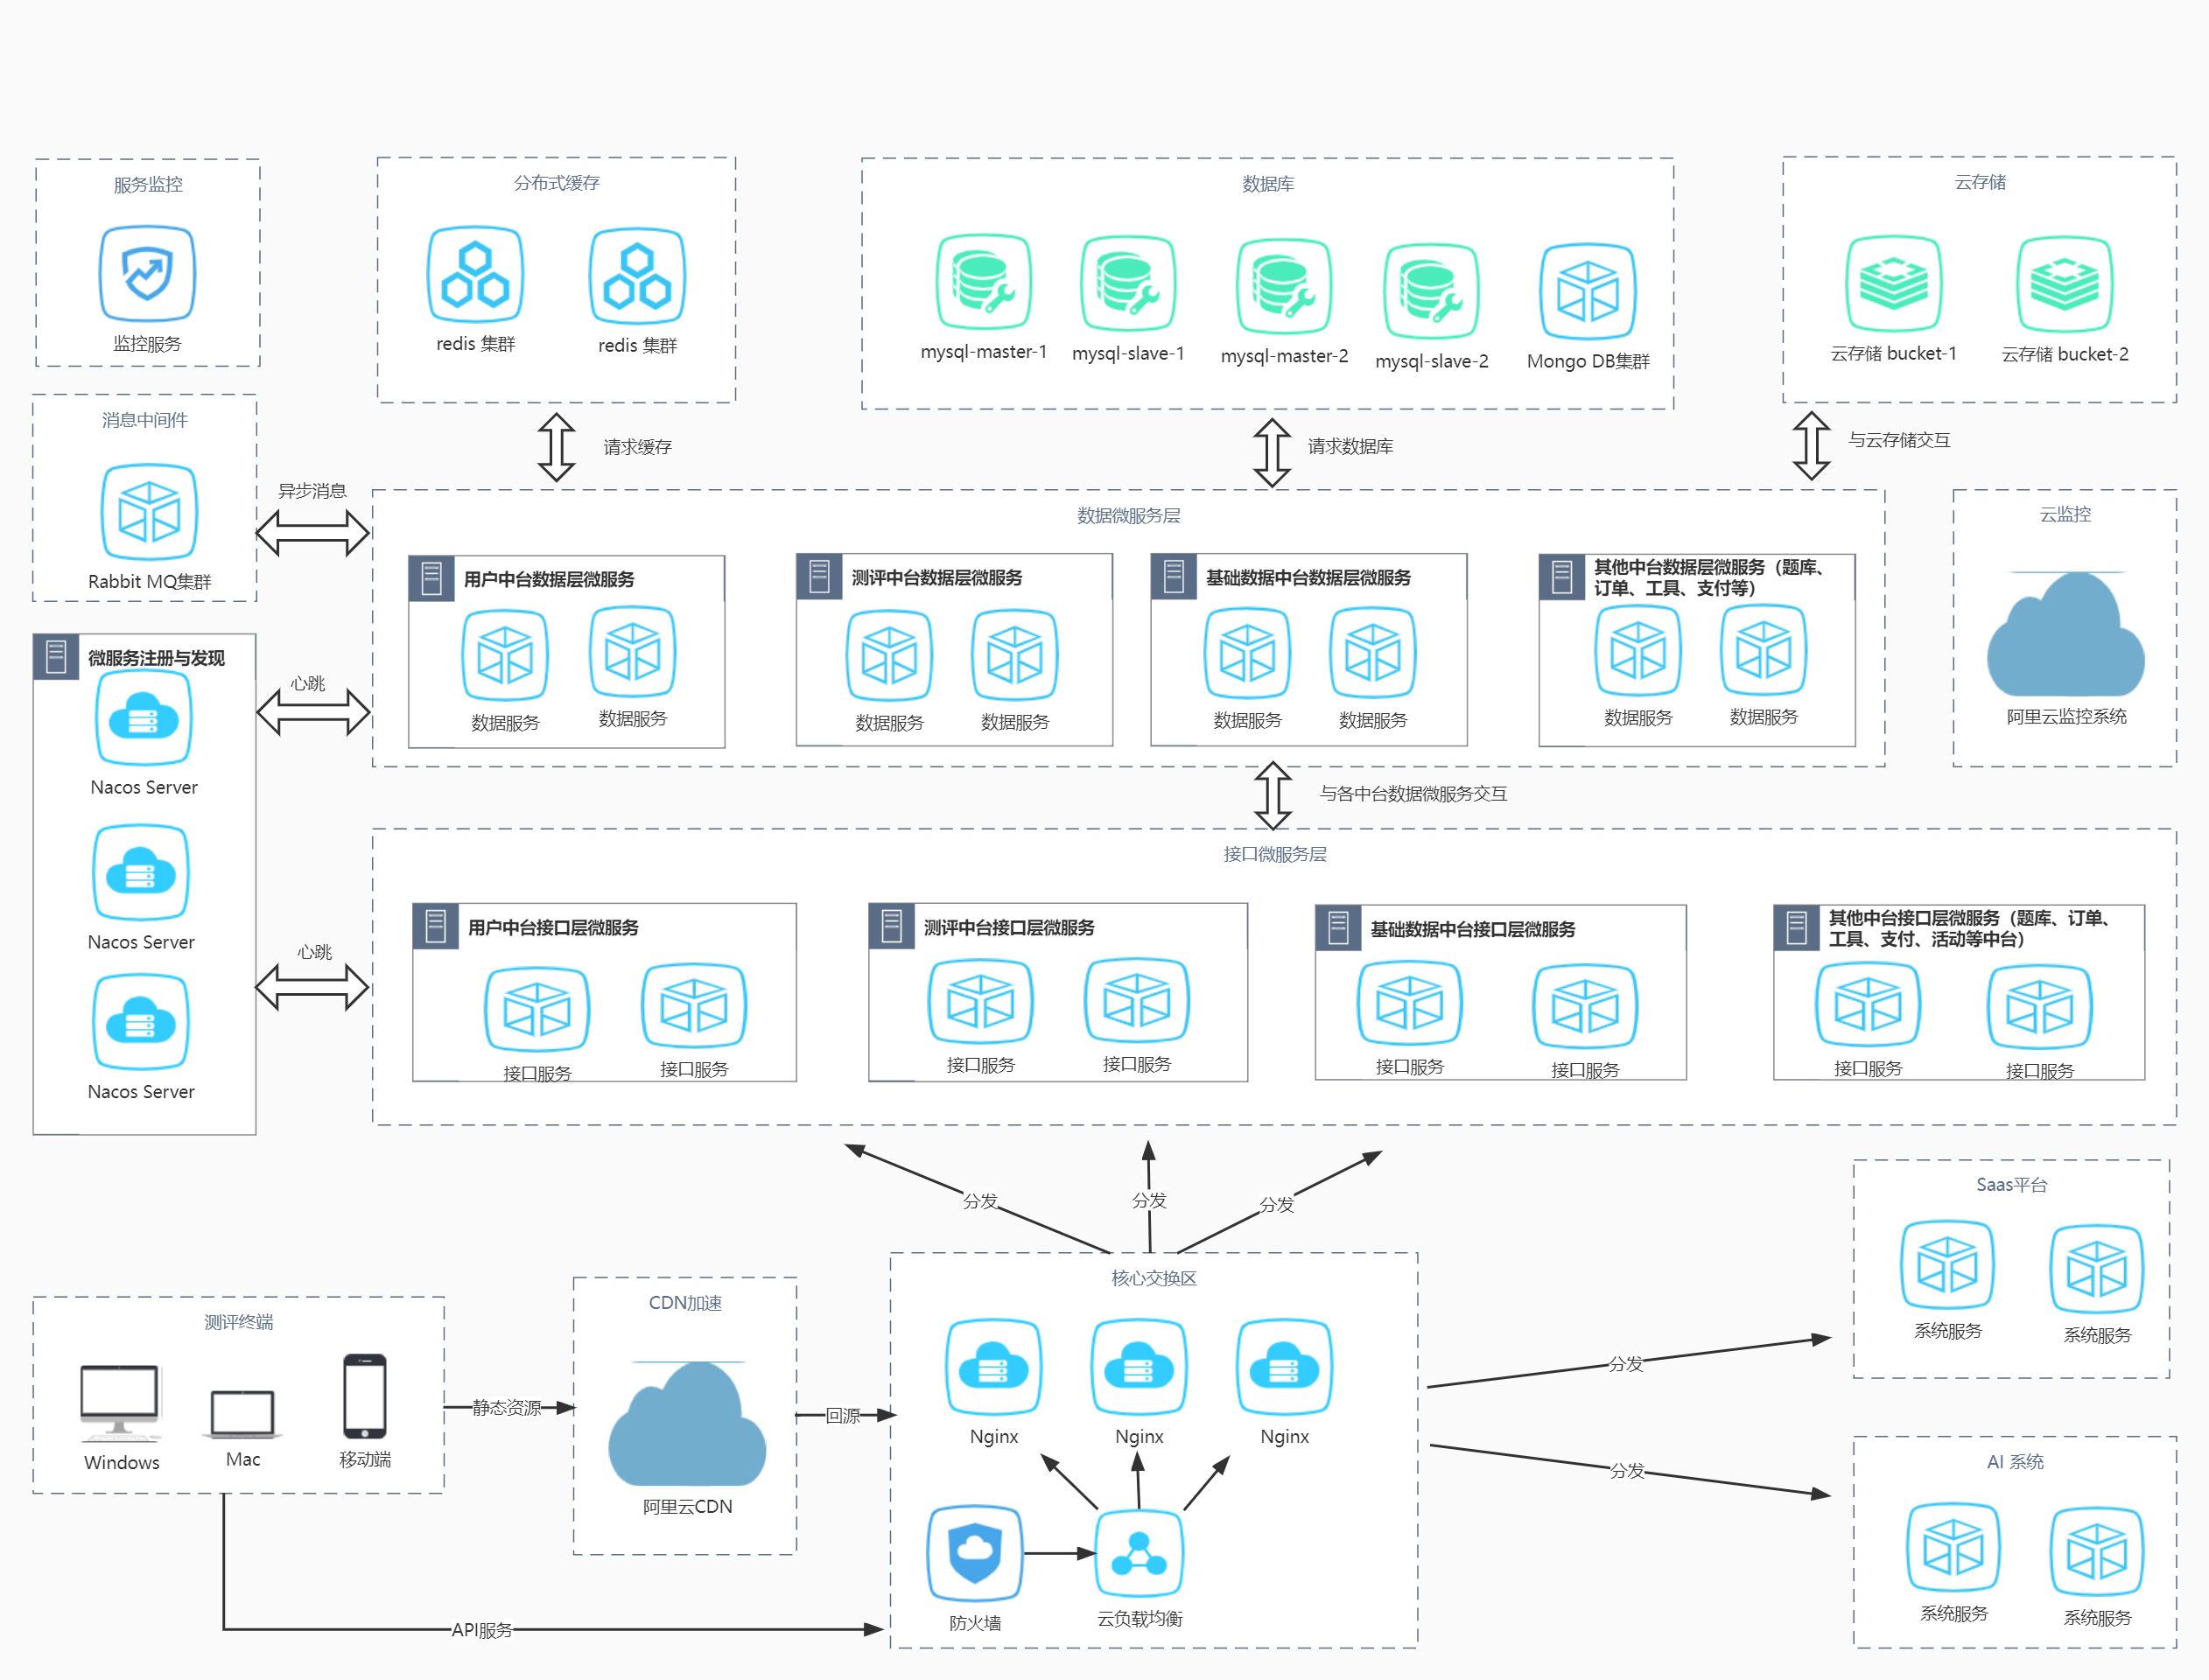 服务监控
监控服务
分布式缓存
redis 集群
redis 集群
数据库
mysql-master-1
mysql-slave-1
mysql-master-2
mysql-slave-2
Mongo DB集群
云存储
云存储 bucket-1
云存储 bucket-2
消息中间件
Rabbit MQ集群
异步消息
请求缓存
请求数据库
与云存储交互
数据微服务层
用户中台数据层微服务
数据服务
数据服务
测评中台数据层微服务
数据服务
数据服务
基础数据中台数据层微服务
数据服务
数据服务
其他中台数据层微服务（题库、
订单、工具、支付等）
数据服务
数据服务
云监控
阿里云监控系统
微服务注册与发现
Nacos Server
Nacos Server
Nacos Server
心跳
心跳
与各中台数据微服务交互
接口微服务层
用户中台接口层微服务
接口服务
接口服务
测评中台接口层微服务
接口服务
接口服务
基础数据中台接口层微服务
接口服务
接口服务
其他中台接口层微服务（题库、订单、
工具、支付、活动等中台）
接口服务
接口服务
分发
分发
分发
测评终端
Windows
Mac
移动端
静态资源
CDN加速
阿里云CDN
回源
API服务
核心交换区
Nginx
Nginx
Nginx
防火墙
云负载均衡
分发
分发
Saas平台
系统服务
系统服务
AI 系统
系统服务
系统服务